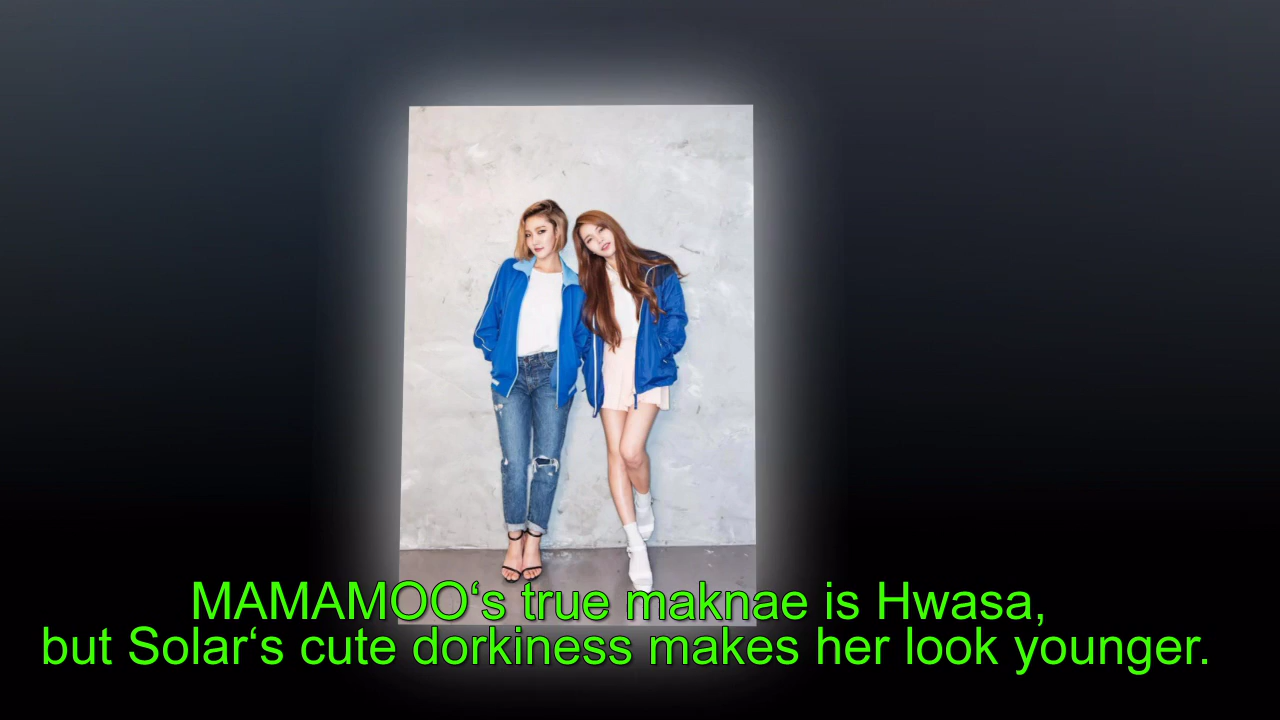 MAMAMOO‘s true maknae is Hwasa,
but Solar‘s cute dorkiness makes her look younger.